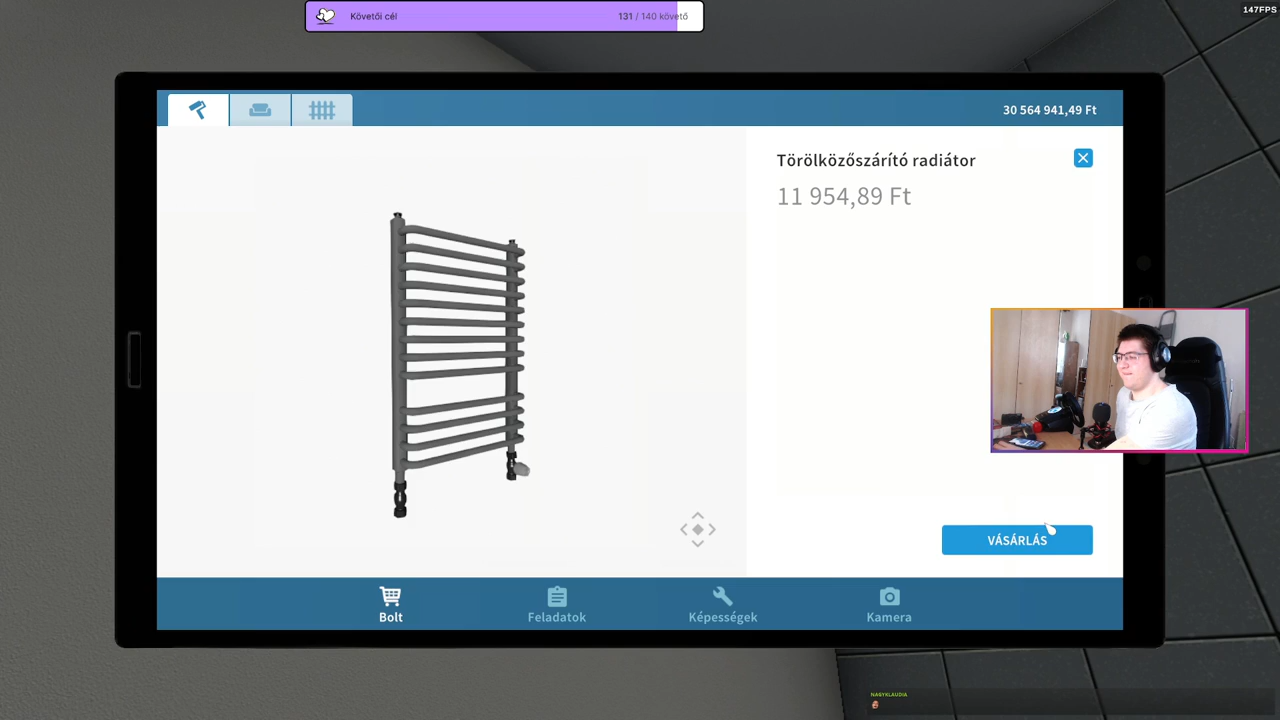 Követői cél
131 / 140 követő
147FPS
30 564 941,49 Ft
Törölközőszárító radiátor
11 954,89 Ft
VÁSÁRLÁS
Bolt
Feladatok
Képességek
Kamera
NAGYKLAUDIA